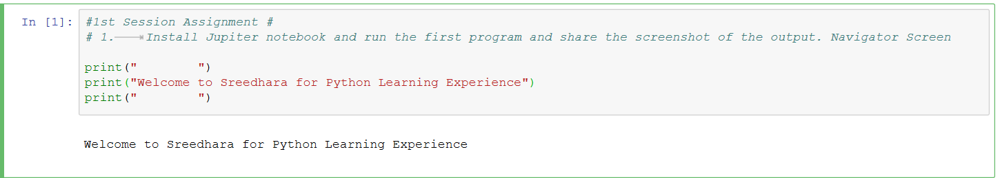 In [1]: #1st Session Assignment #
# 1. Install Jupiter notebook and run the first program and share the screenshot of the output. Navigator Screen
print("        ")
print("Welcome to Sreedhara for Python Learning Experience")
print("        ")
Welcome to Sreedhara for Python Learning Experience